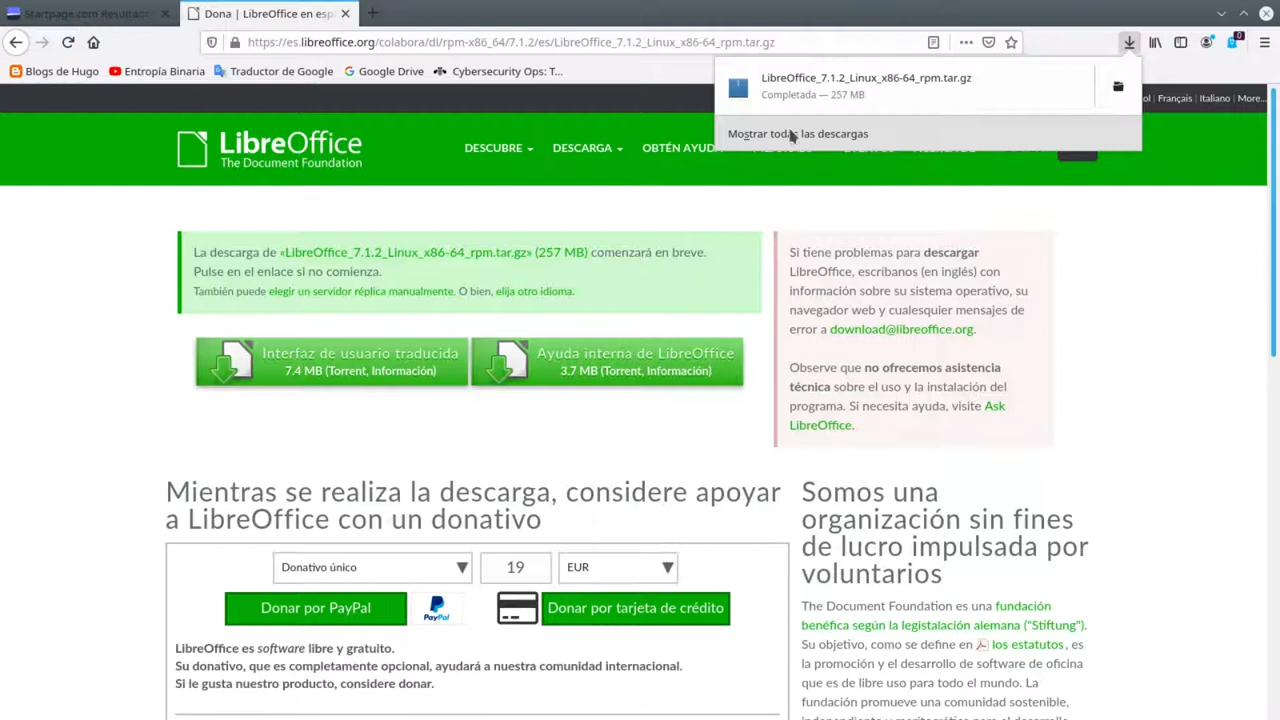 Startpage.com Resultad
Dona | LibreOffice en esp
https://es.libreoffice.org/colabora/dl/rpm-x86_64/7.1.2/es/LibreOffice_7.1.2_Linux_x86-64_rpm.tar.gz
0
Blogs de Hugo
Entropía Binaria
Traductor de Google
Google Drive
Cybersecurity Ops: T...
LibreOffice_7.1.2_Linux_x86-64_rpm.tar.gz
Completada — 257 MB
Mostrar todas las descargas
ol | Français | Italiano | More...
LibreOffice
The Document Foundation
DESCUBRE
DESCARGA
OBTÉN AYUDA
La descarga de «LibreOffice_7.1.2_Linux_x86-64_rpm.tar.gz» (257 MB) comenzará en breve.
Pulse en el enlace si no comienza.
También puede elegir un servidor réplica manualmente. O bien, elija otro idioma.
Interfaz de usuario traducida
7.4 MB (Torrent, Información)
Ayuda interna de LibreOffice
3.7 MB (Torrent, Información)
Si tiene problemas para descargar
LibreOffice, escríbanos (en inglés) con
información sobre su sistema operativo, su
navegador web y cualesquier mensajes de
error a download@libreoffice.org.
Observe que no ofrecemos asistencia
técnica sobre el uso y la instalación del
programa. Si necesita ayuda, visite Ask
LibreOffice.
Mientras se realiza la descarga, considere apoyar
a LibreOffice con un donativo
Donativo único
19
EUR
Donar por PayPal
PayPal
Donar por tarjeta de crédito
LibreOffice es software libre y gratuito.
Su donativo, que es completamente opcional, ayudará a nuestra comunidad internacional.
Si le gusta nuestro producto, considere donar.
Somos una
organización sin fines
de lucro impulsada por
voluntarios
The Document Foundation es una fundación
benéfica según la legistalación alemana ("Stiftung").
Su objetivo, como se define en los estatutos, es
la promoción y el desarrollo de software de oficina
que es de libre uso para todo el mundo. La
fundación promueve una comunidad sostenible,